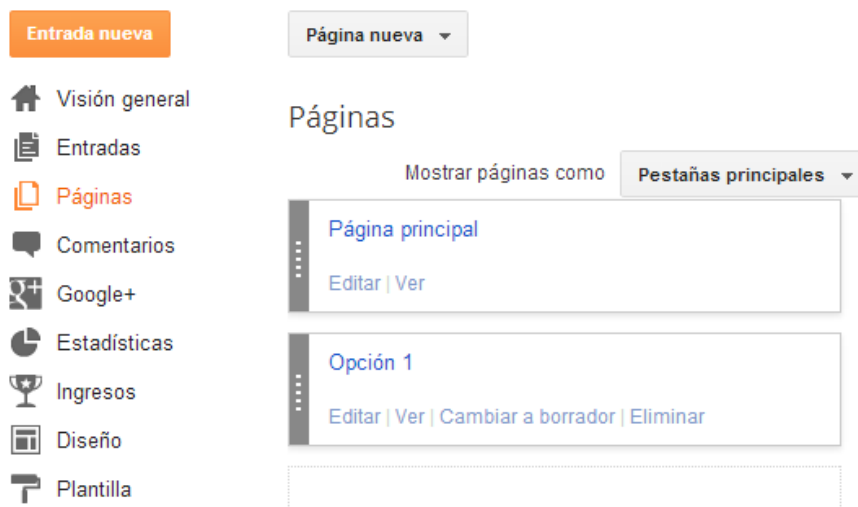 Entrada nueva
Página nueva
Visión general
Entradas
Páginas
Comentarios
Google+
Estadísticas
Ingresos
Diseño
Plantilla
Páginas
Mostrar páginas como Pestañas principales
Página principal
Editar | Ver
Opción 1
Editar | Ver | Cambiar a borrador | Eliminar